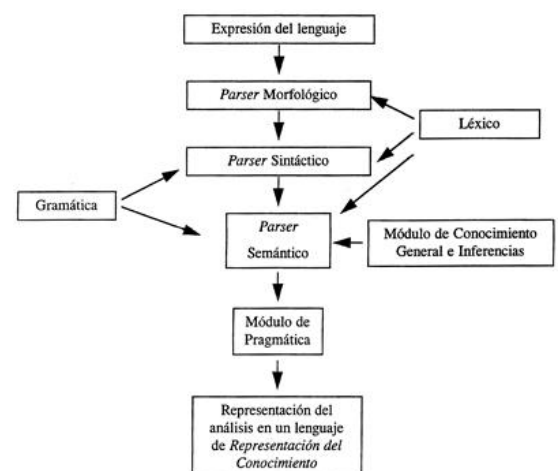 Expresión del lenguaje
Parser Morfológico
Léxico
Parser Sintáctico
Gramática
Parser
Semántico
Módulo de Conocimiento
General e Inferencias
Módulo de
Pragmática
Representación del
análisis en un lenguaje
de Representación del
Conocimiento